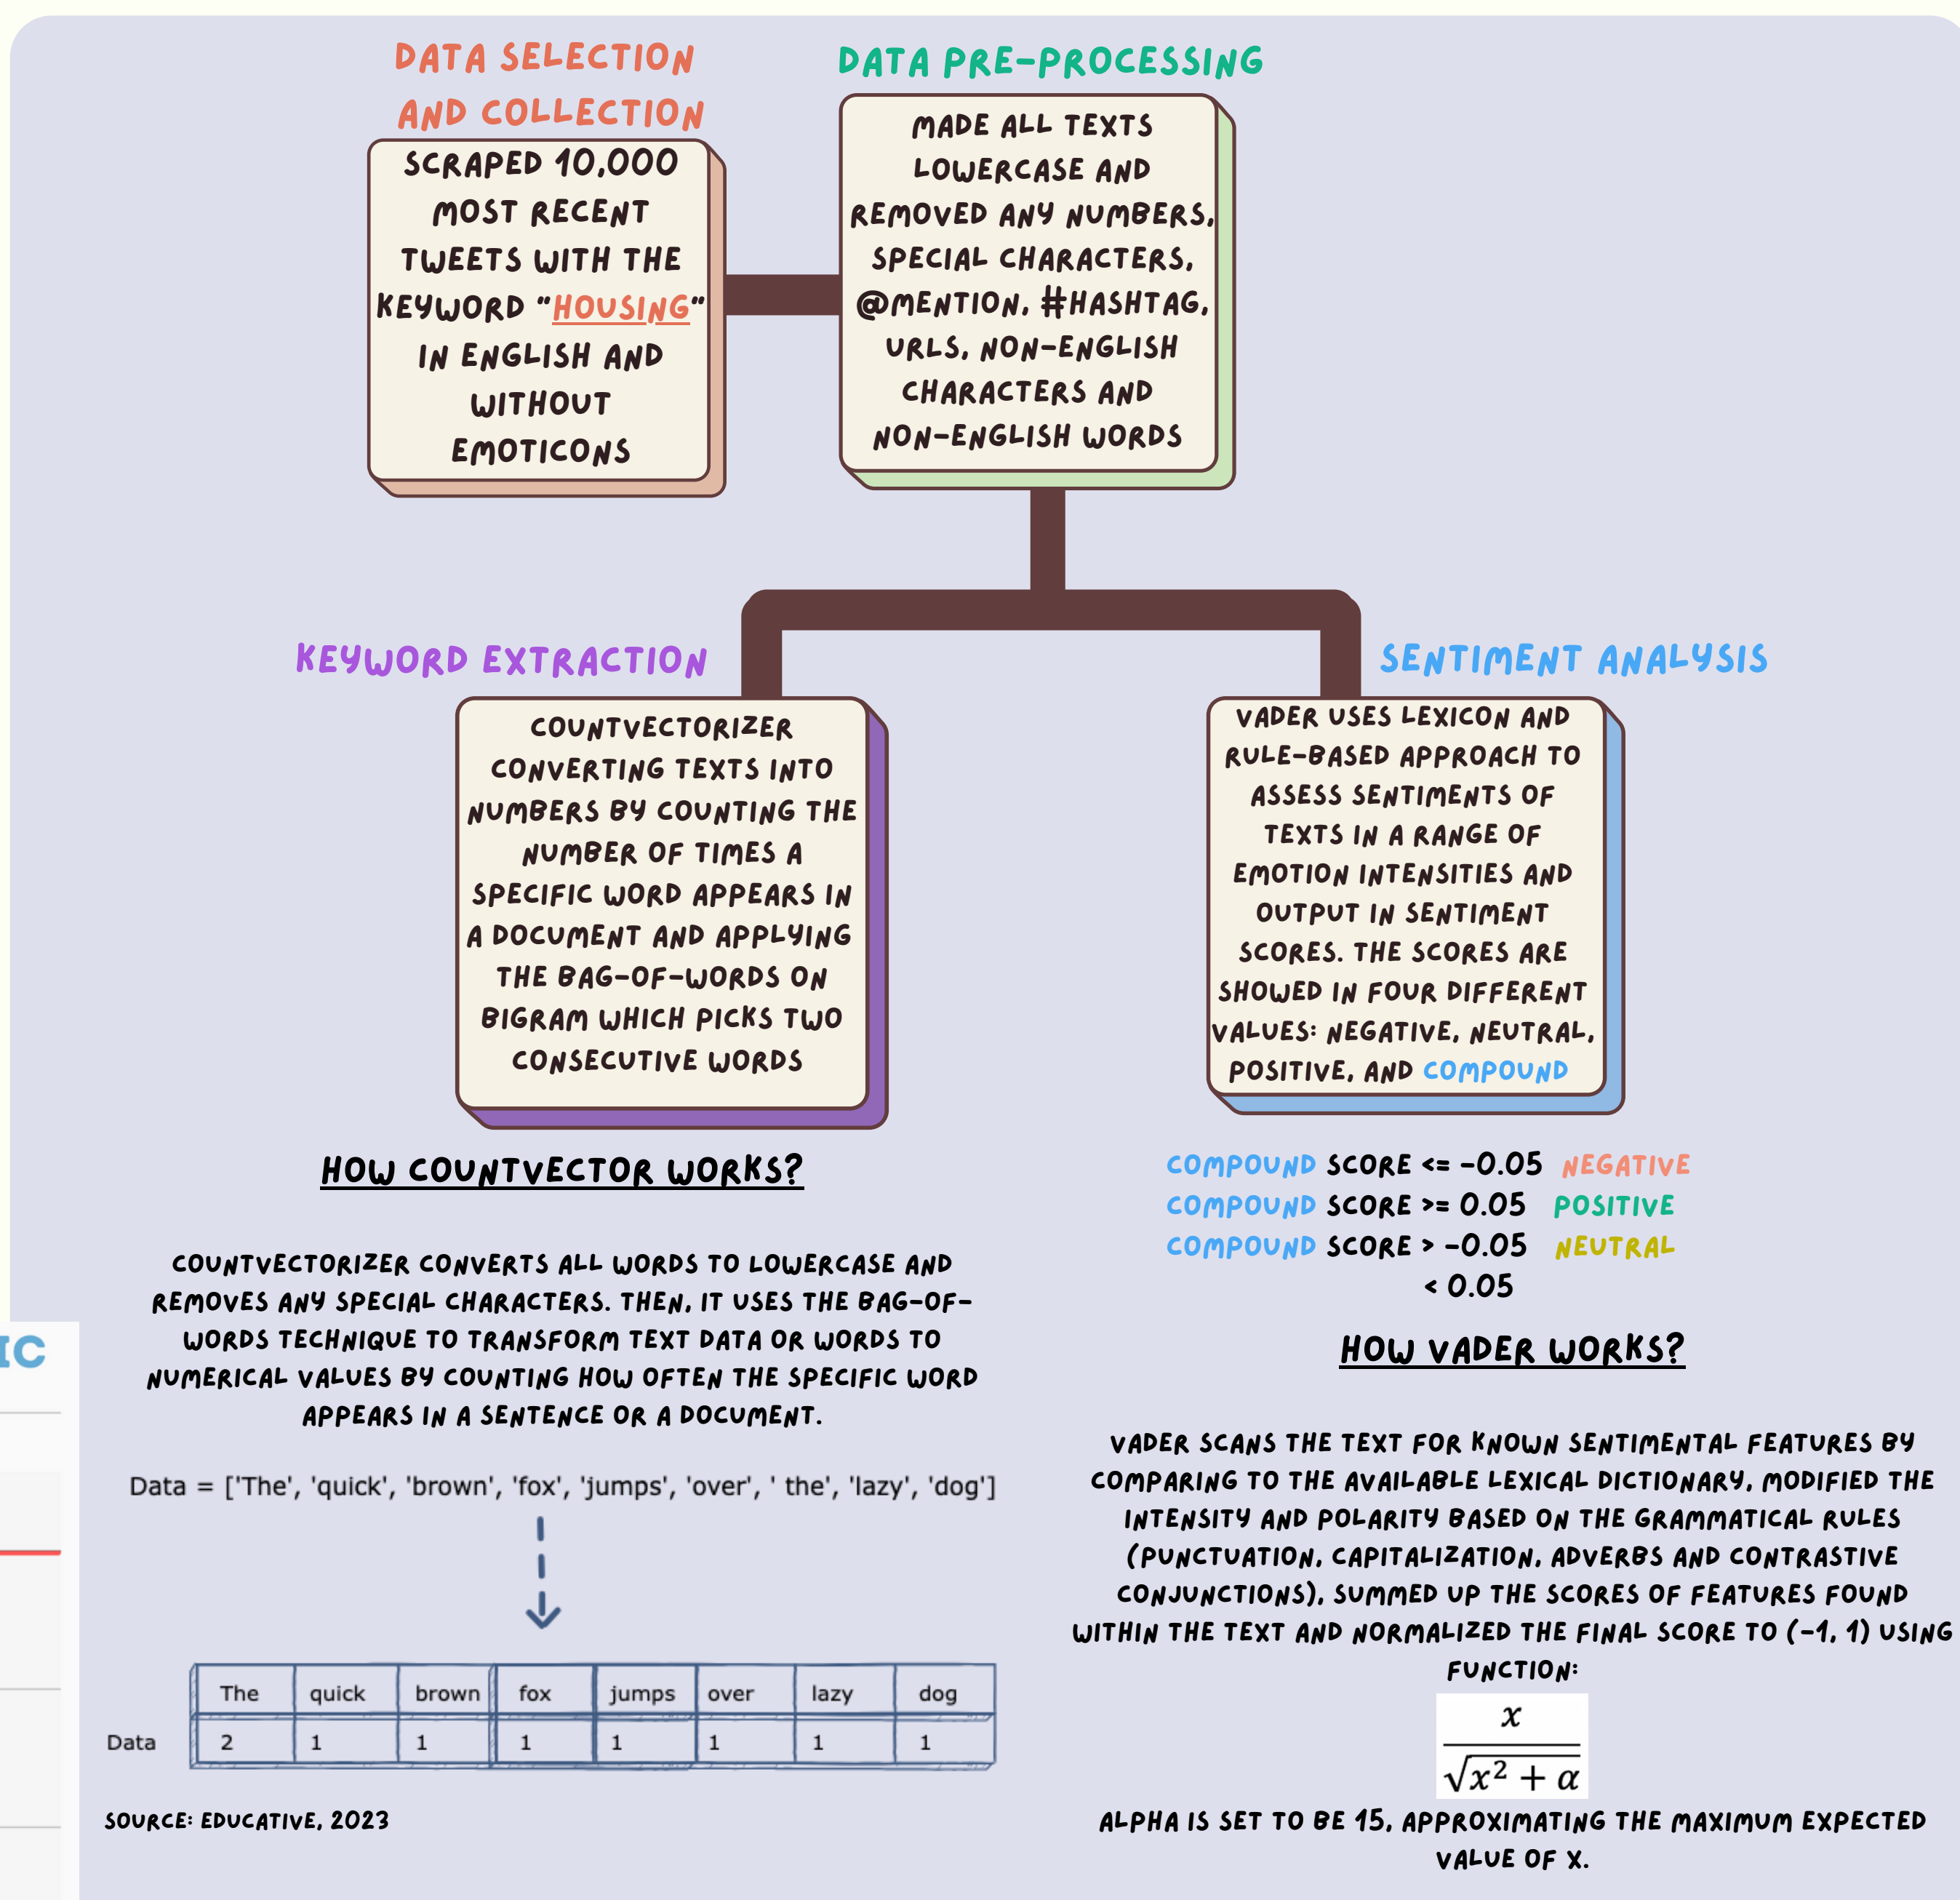 DATA SELECTION
AND COLLECTION
SCRAPED 10,000
MOST RECENT
TWEETS WITH THE
KEYWORD "HOUSING"
IN ENGLISH AND
WITHOUT
EMOTICONS
DATA PRE-PROCESSING
MADE ALL TEXTS
LOWERCASE AND
REMOVED ANY NUMBERS,
SPECIAL CHARACTERS,
@MENTION, #HASHTAG,
URLS, NON-ENGLISH
CHARACTERS AND
NON-ENGLISH WORDS
KEYWORD EXTRACTION
COUNTVECTORIZER
CONVERTING TEXTS INTO
NUMBERS BY COUNTING THE
NUMBER OF TIMES A
SPECIFIC WORD APPEARS IN
A DOCUMENT AND APPLYING
THE BAG-OF-WORDS ON
BIGRAM WHICH PICKS TWO
CONSECUTIVE WORDS
HOW COUNTVECTOR WORKS?
COUNTVECTORIZER CONVERTS ALL WORDS TO LOWERCASE AND
REMOVES ANY SPECIAL CHARACTERS. THEN, IT USES THE BAG-OF-
WORDS TECHNIQUE TO TRANSFORM TEXT DATA OR WORDS TO
NUMERICAL VALUES BY COUNTING HOW OFTEN THE SPECIFIC WORD
APPEARS IN A SENTENCE OR A DOCUMENT.
Data = ['The', 'quick', 'brown', 'fox', 'jumps', 'over', ' the', 'lazy', 'dog']
The quick brown fox jumps over lazy dog
Data 2 1 1 1 1 1 1 1
SOURCE: EDUCATIVE, 2023
SENTIMENT ANALYSIS
VADER USES LEXICON AND
RULE-BASED APPROACH TO
ASSESS SENTIMENTS OF
TEXTS IN A RANGE OF
EMOTION INTENSITIES AND
OUTPUT IN SENTIMENT
SCORES. THE SCORES ARE
SHOWED IN FOUR DIFFERENT
VALUES: NEGATIVE, NEUTRAL,
POSITIVE, AND COMPOUND
COMPOUND SCORE <= -0.05 NEGATIVE
COMPOUND SCORE >= 0.05 POSITIVE
COMPOUND SCORE > -0.05 NEUTRAL
< 0.05
HOW VADER WORKS?
VADER SCANS THE TEXT FOR KNOWN SENTIMENTAL FEATURES BY
COMPARING TO THE AVAILABLE LEXICAL DICTIONARY, MODIFIED THE
INTENSITY AND POLARITY BASED ON THE GRAMMATICAL RULES
(PUNCTUATION, CAPITALIZATION, ADVERBS AND CONTRASTIVE
CONJUNCTIONS), SUMMED UP THE SCORES OF FEATURES FOUND
WITHIN THE TEXT AND NORMALIZED THE FINAL SCORE TO (-1, 1) USING
FUNCTION:
x
√x² + α
ALPHA IS SET TO BE 15, APPROXIMATING THE MAXIMUM EXPECTED
VALUE OF X.